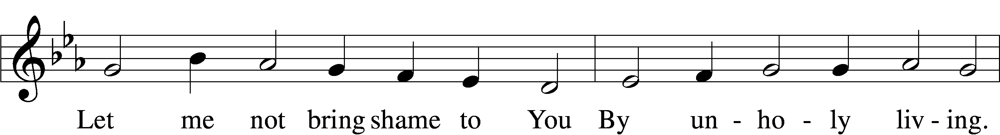 Let me not bring shame to You By un - ho - ly liv - ing.